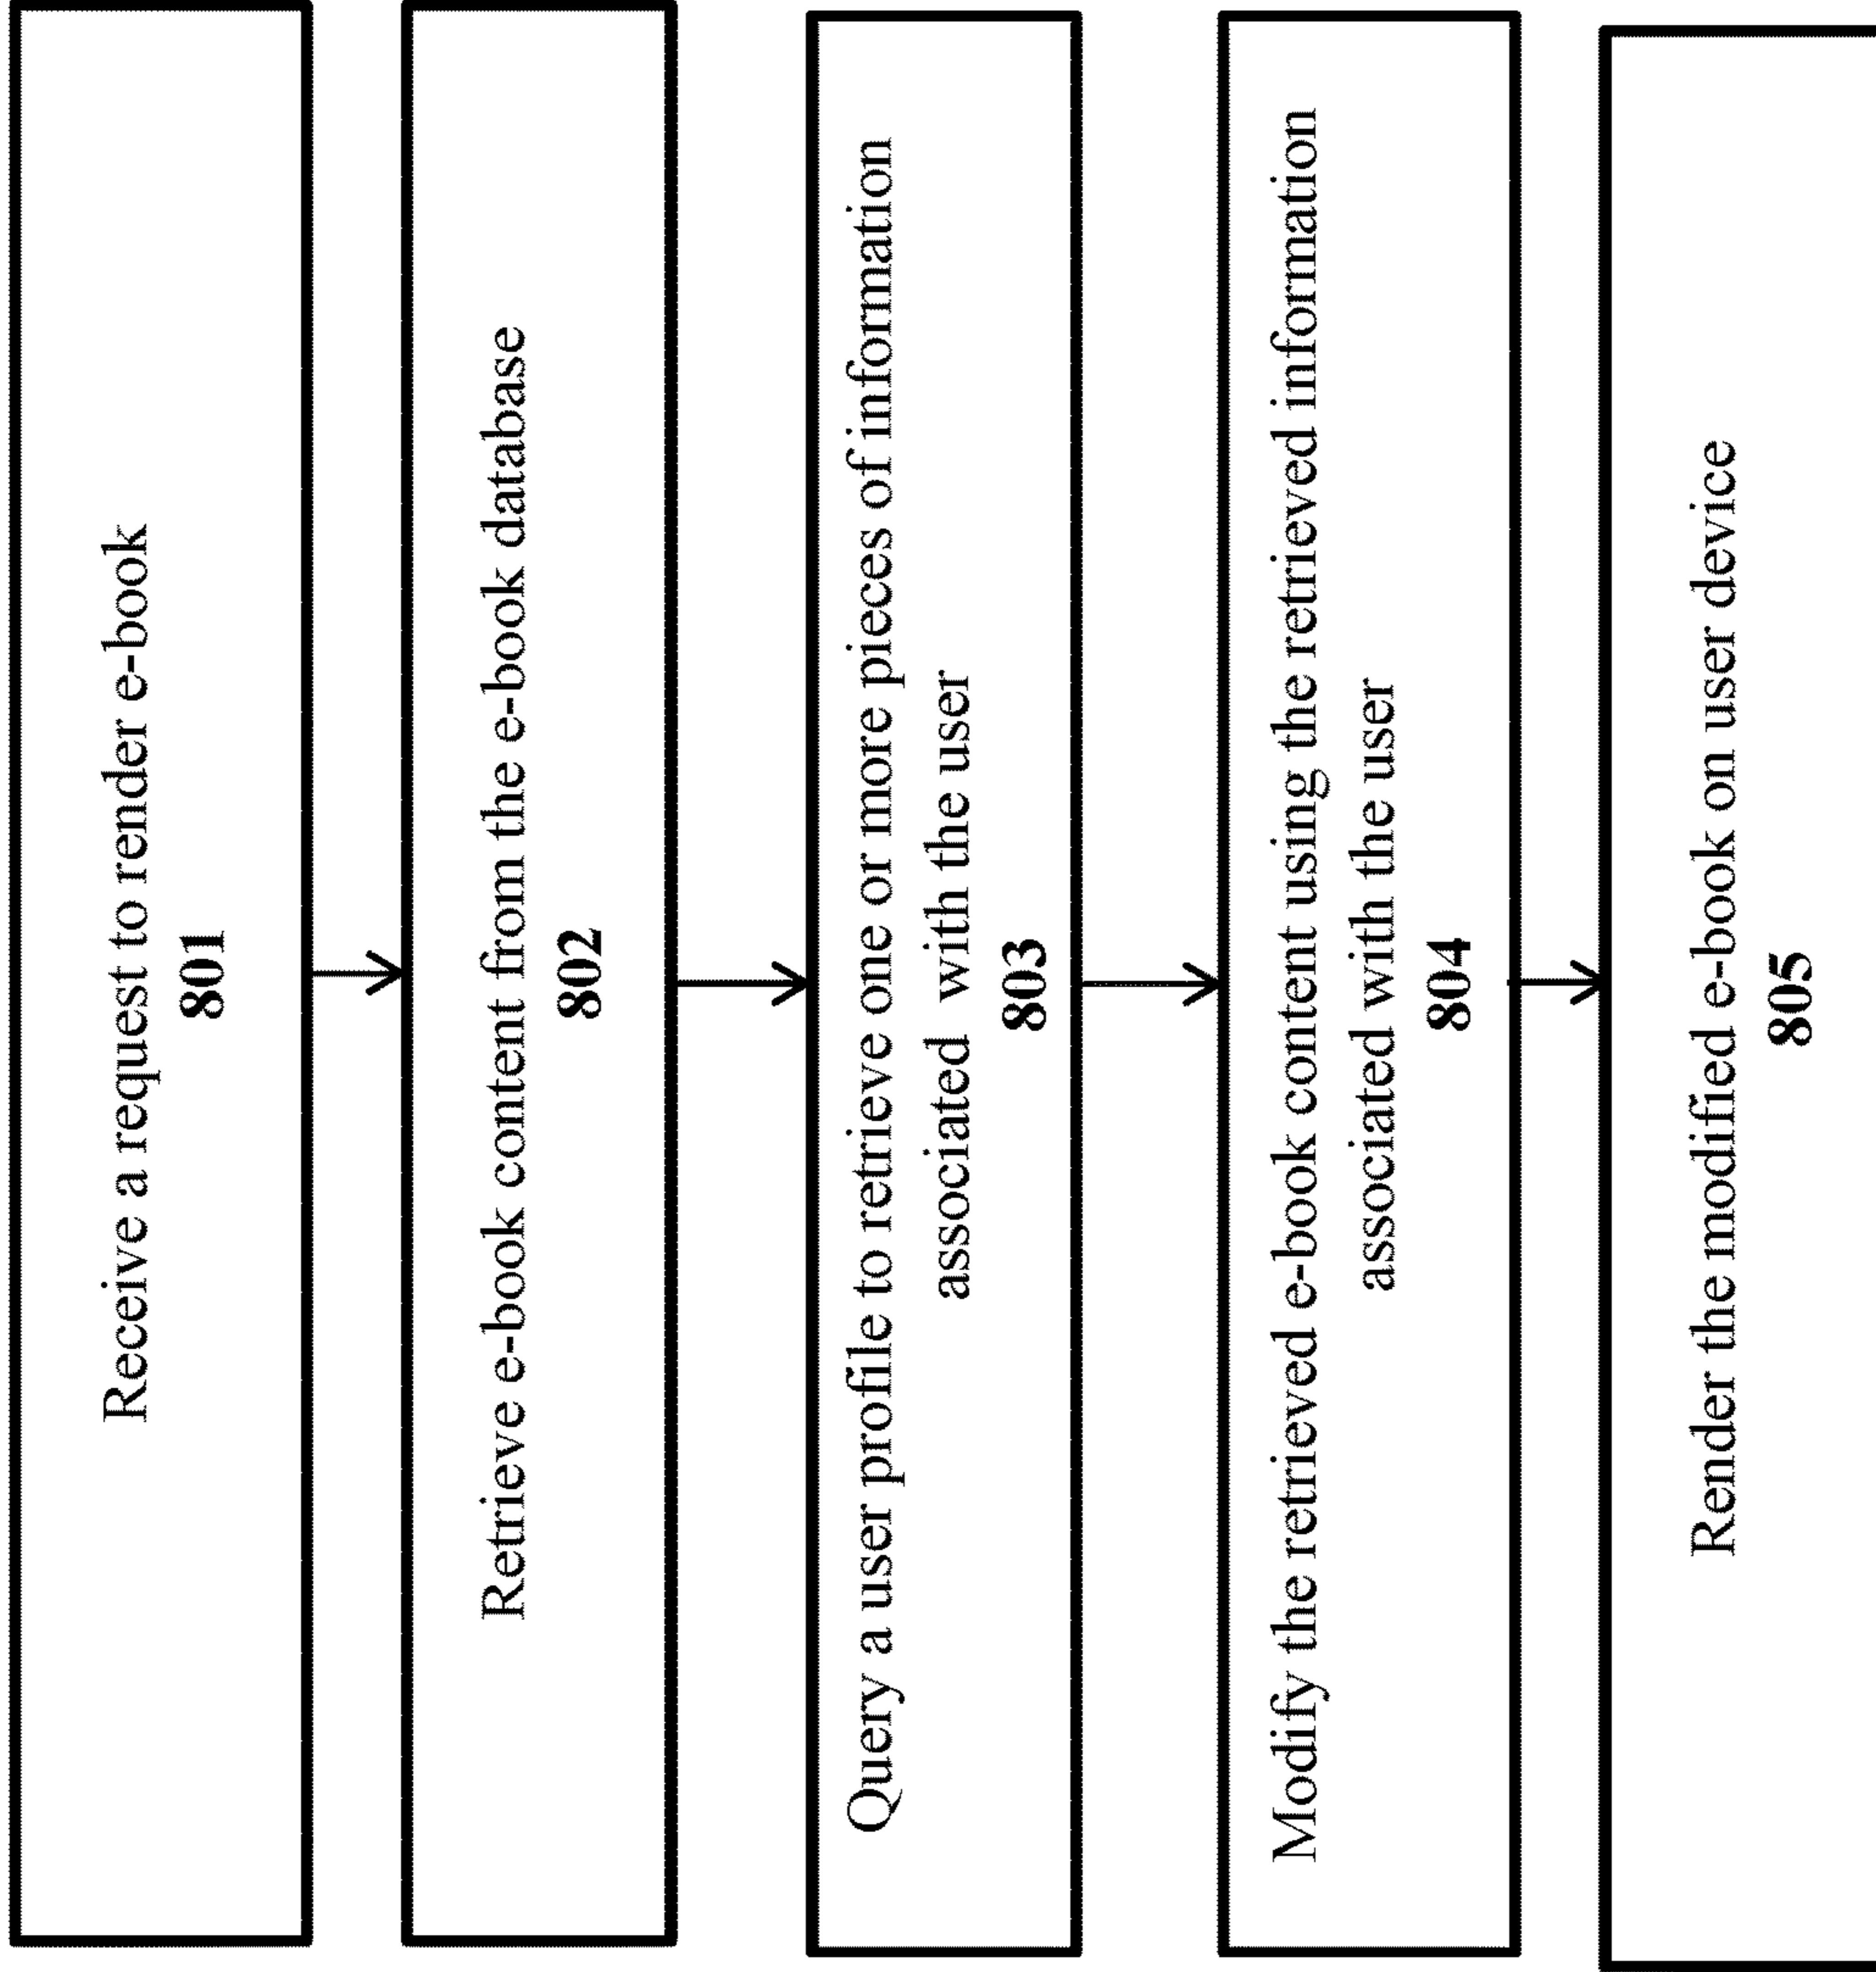 Receive a request to render e-book
801
Retrieve e-book content from the e-book database
802
Query a user profile to retrieve one or more pieces of information
associated with the user
803
Modify the retrieved e-book content using the retrieved information
associated with the user
804
Render the modified e-book on user device
805